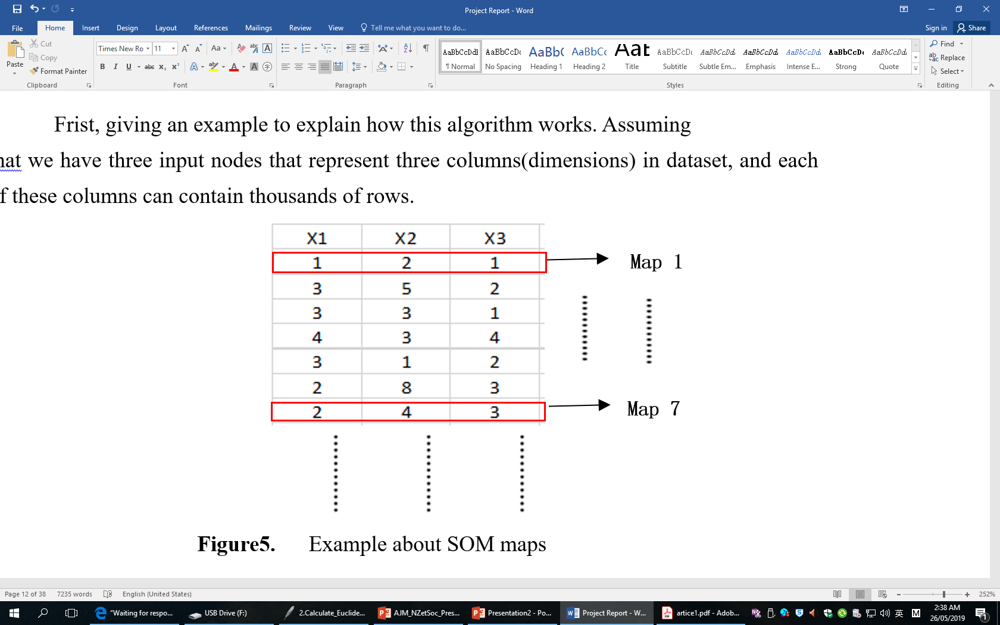 Project Report - Word
File Home Insert Design Layout References Mailings Review View Tell me what you want to do... Sign in Share
Paste
Cut
Copy
Format Painter
Times New Ro 11
AaBbCcDdE AaBbCcDc AaBb( AaBbCc Aat AaBbCcDc AaBbCcDd AaBbCcDd AaBbCcDd AaBbCcDc AaBbCcDd
¶ Normal No Spacing Heading 1 Heading 2 Title Subtitle Subtle Em... Emphasis Intense E... Strong Quote
Find
Replace
Select
Clipboard Font Paragraph Styles Editing
Frist, giving an example to explain how this algorithm works. Assuming
hat we have three input nodes that represent three columns(dimensions) in dataset, and each
f these columns can contain thousands of rows.
X1 X2 X3
1 2 1 Map 1
3 5 2
3 3 1
4 3 4
3 1 2
2 8 3
2 4 3 Map 7
Figure5. Example about SOM maps
Page 12 of 38 7235 words English (United States) 252%
"Waiting for respo... USB Drive (F:) 2.Calculate_Euclide... AJM_NZetSoc_Pres... Presentation2 - Po... Project Report - W... artice1.pdf - Adob... 英 M
2:38 AM
26/05/2019
1